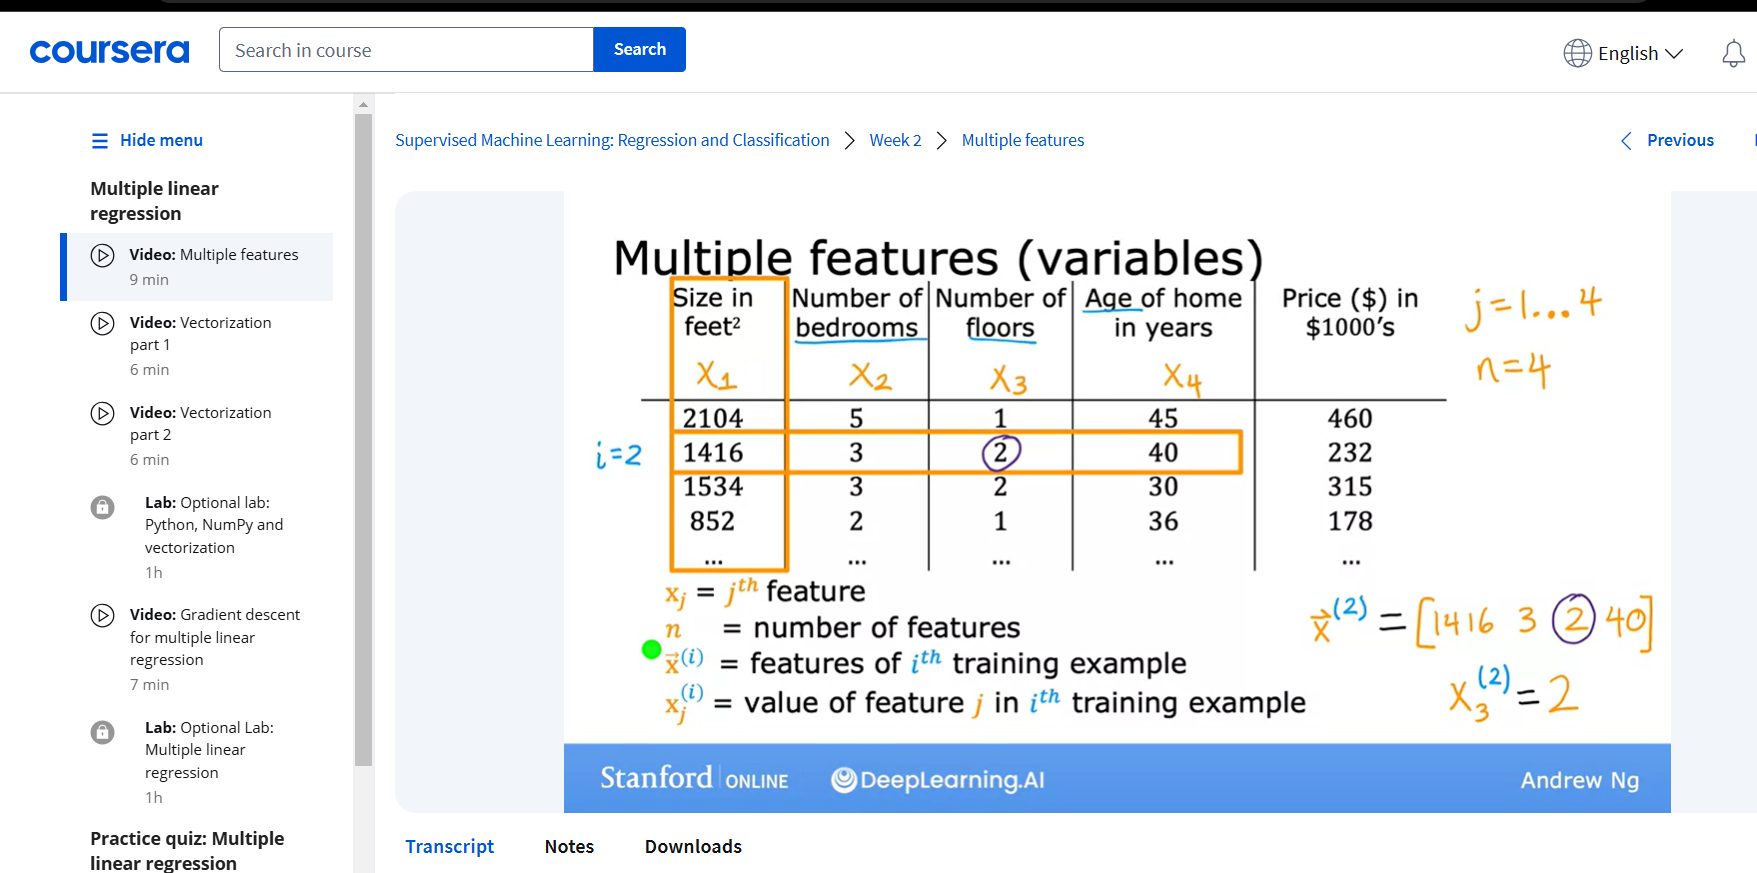 coursera
Search in course
Search
English
Hide menu
Supervised Machine Learning: Regression and Classification > Week 2 > Multiple features
Previous
Multiple linear
regression
Video: Multiple features
9 min
Video: Vectorization
part 1
6 min
Video: Vectorization
part 2
6 min
Lab: Optional lab:
Python, NumPy and
vectorization
1h
Video: Gradient descent
for multiple linear
regression
7 min
Lab: Optional Lab:
Multiple linear
regression
1h
Practice quiz: Multiple
linear regression
Multiple features (variables)
Size in feet² Number of bedrooms Number of floors Age of home in years Price ($) in $1000's
j=1...4
n=4
X₁ X₂ X₃ X₄
2104 5 1 45 460
i=2 1416 3 2 40 232
1534 3 2 30 315
852 2 1 36 178
... ... ... ... ...
xⱼ = jᵗʰ feature
n = number of features
x⃗⁽ⁱ⁾ = features of iᵗʰ training example
xⱼ⁽ⁱ⁾ = value of feature j in iᵗʰ training example
x⃗⁽²⁾ = [1416 3 2 40]
X₃⁽²⁾ = 2
Stanford ONLINE DeepLearning.AI Andrew Ng
Transcript Notes Downloads